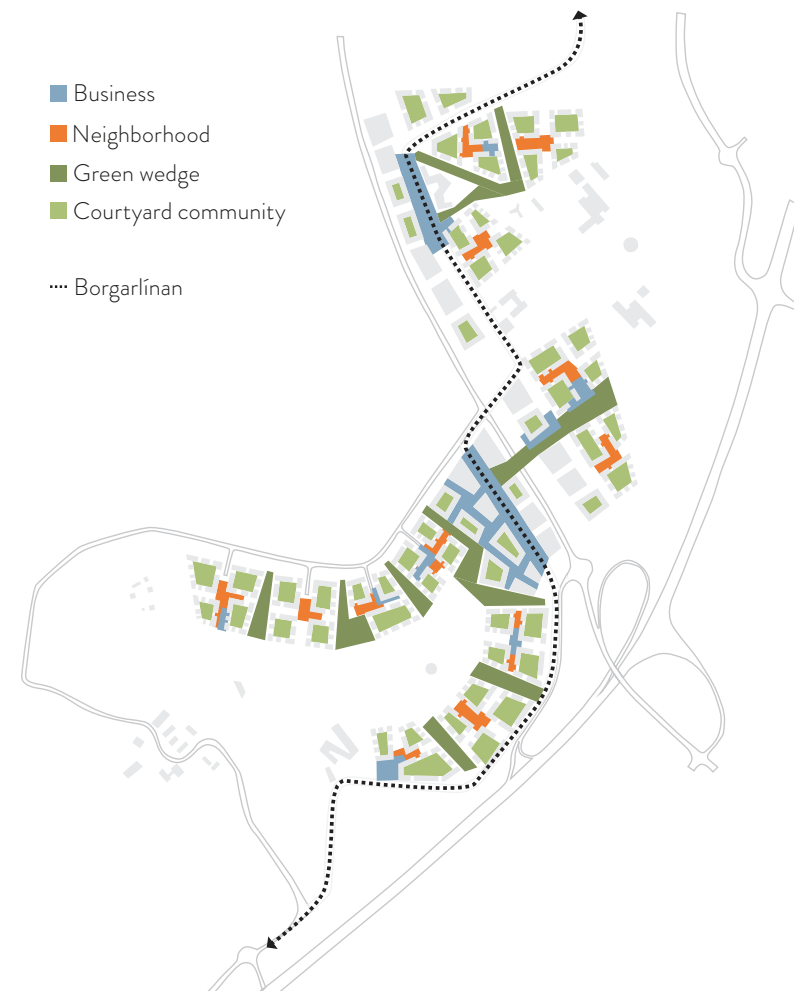 Business
Neighborhood
Green wedge
Courtyard community
Borgarlínan